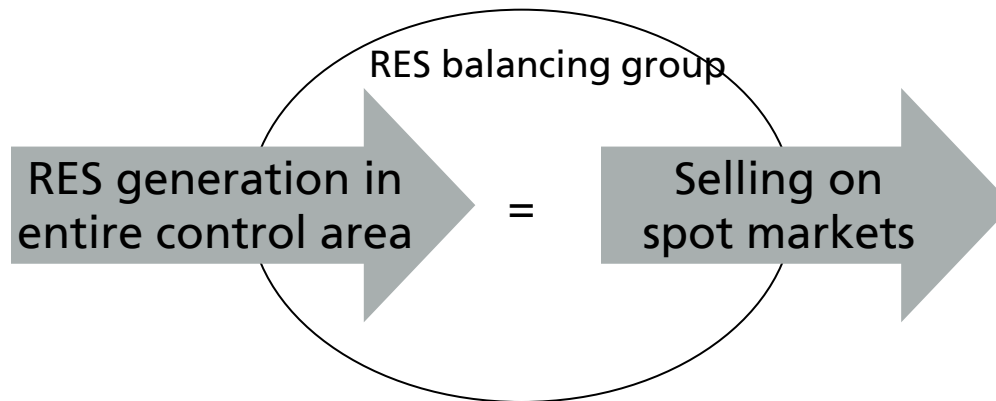 RES balancing group
RES generation in
entire control area
=
Selling on
spot markets